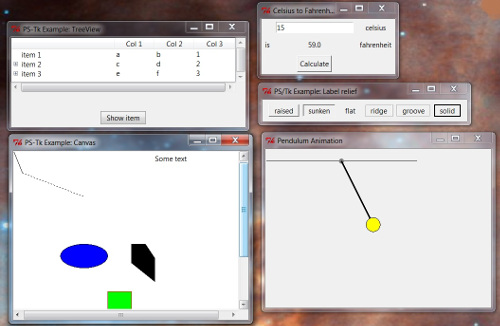 PS-Tk Example: TreeView
Col 1 Col 2 Col 3
item 1 a b 1
item 2 c d 2
item 3 e f 3
Show item
Celsius to Fahrenh...
15 celsius
is 59.0 fahrenheit
Calculate
PS/Tk Example: Label relief
raised sunken flat ridge groove solid
PS-Tk Example: Canvas
Some text
Pendulum Animation